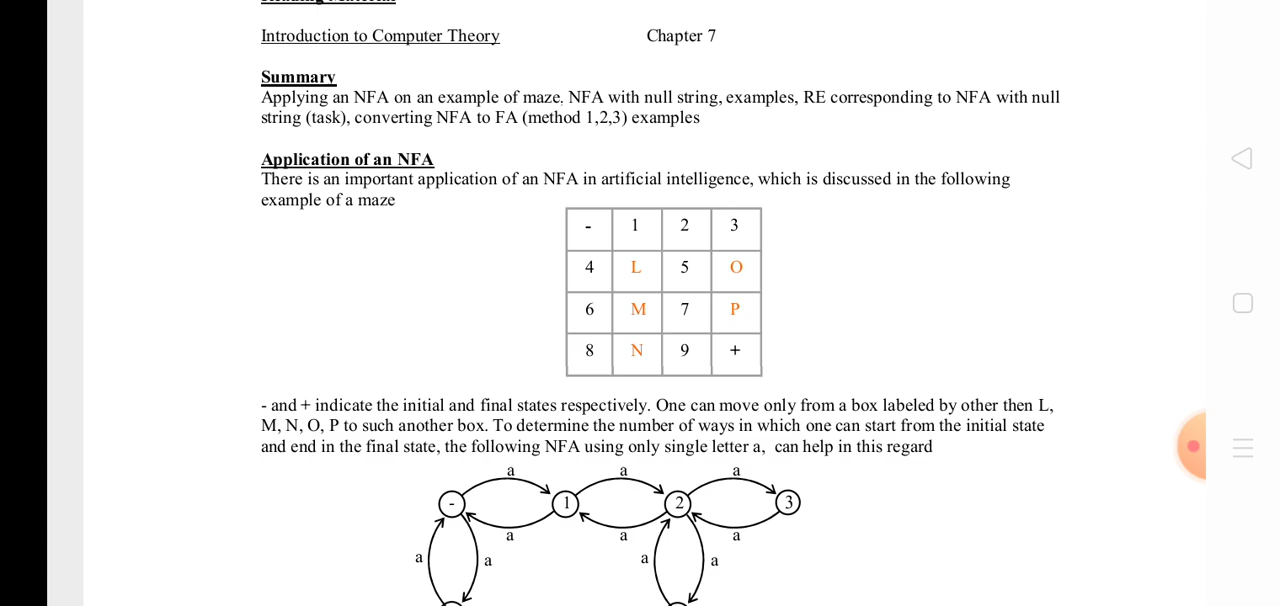 Introduction to Computer Theory Chapter 7
Summary
Applying an NFA on an example of maze, NFA with null string, examples, RE corresponding to NFA with null
string (task), converting NFA to FA (method 1,2,3) examples
Application of an NFA
There is an important application of an NFA in artificial intelligence, which is discussed in the following
example of a maze
- 1 2 3
4 L 5 O
6 M 7 P
8 N 9 +
- and + indicate the initial and final states respectively. One can move only from a box labeled by other then L,
M, N, O, P to such another box. To determine the number of ways in which one can start from the initial state
and end in the final state, the following NFA using only single letter a, can help in this regard
a a a
- 1 2 3
a a a
a a a a